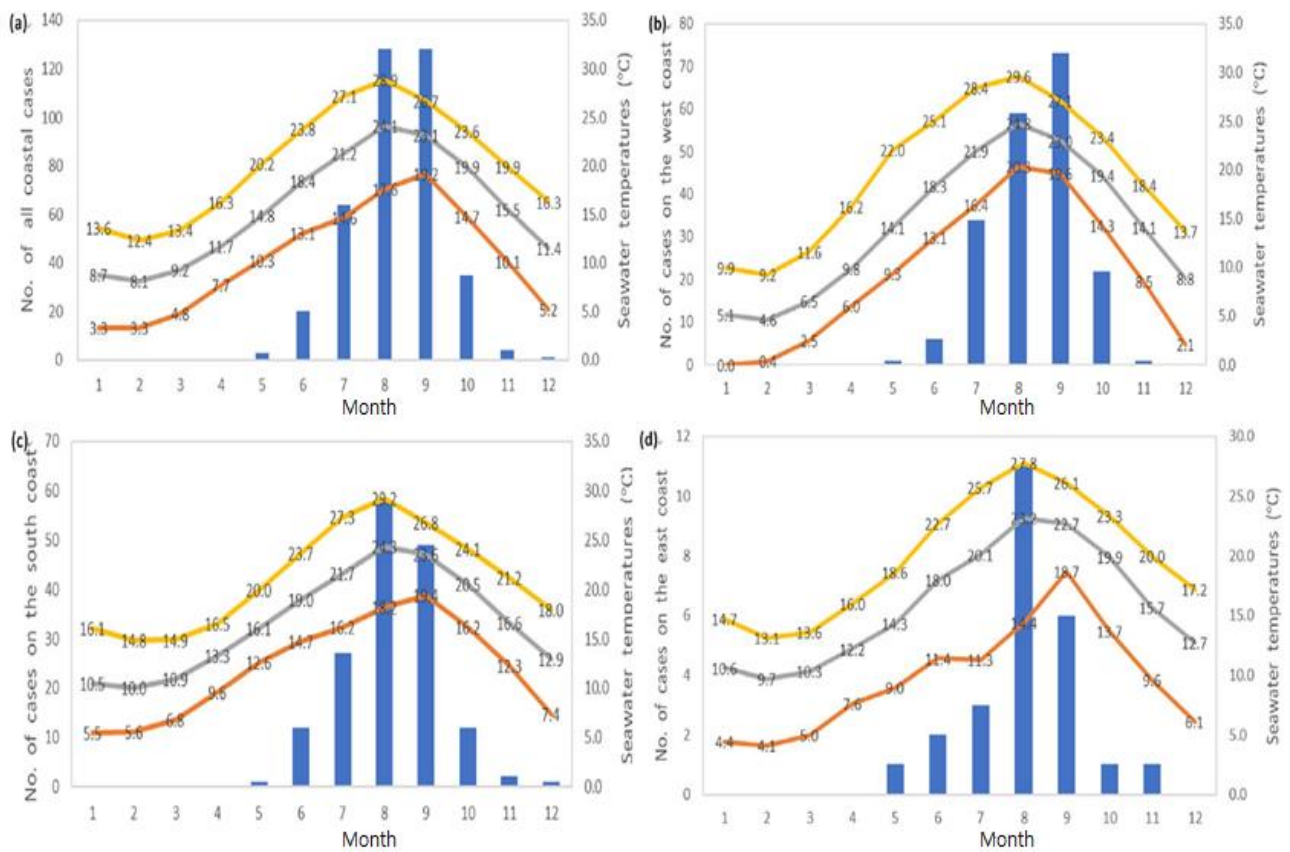 (a)
No. of all coastal cases
140
120
100
80
60
40
20
0
13.6 12.4 13.4 16.3 20.2 23.8 27.1 28.9 23.6 19.9 16.3
8.7 8.1 9.2 11.7 14.8 18.4 21.2 19.9 15.5 11.4
3.3 3.3 4.8 7.7 10.3 13.1 14.7 10.1 5.2
35.0
30.0
25.0
20.0
15.0
10.0
5.0
0.0
Seawater temperatures (°C)
1 2 3 4 5 6 7 8 9 10 11 12
Month
(b)
No. of cases on the west coast
80
70
60
50
40
30
20
10
0
9.9 9.2 11.6 16.2 22.0 25.1 28.4 29.6 23.4 18.4 13.7
5.1 4.6 6.5 9.8 14.1 18.3 21.9 19.4 14.1 8.8
0.0 0.4 2.5 6.0 9.3 13.1 16.4 14.3 8.5 2.1
35.0
30.0
25.0
20.0
15.0
10.0
5.0
0.0
Seawater temperatures (°C)
1 2 3 4 5 6 7 8 9 10 11 12
Month
(c)
No. of cases on the south coast
70
60
50
40
30
20
10
0
16.1 14.8 14.9 16.5 20.0 23.7 27.3 29.2 26.8 24.1 21.2 18.0
10.5 10.0 10.9 13.3 16.1 19.0 21.7 20.5 16.6 12.9
5.5 5.6 6.8 9.6 12.6 14.7 16.2 19.4 16.2 12.3 7.4
35.0
30.0
25.0
20.0
15.0
10.0
5.0
0.0
Seawater temperatures (°C)
1 2 3 4 5 6 7 8 9 10 11 12
Month
(d)
No. of cases on the east coast
12
10
8
6
4
2
0
14.7 13.1 13.6 16.0 18.6 22.7 25.7 27.8 26.1 23.3 20.0 17.2
10.6 9.7 10.3 12.2 14.3 18.0 20.1 22.7 19.9 15.7 12.7
4.4 4.1 5.0 7.6 9.0 11.4 11.3 14.4 18.7 13.7 9.6 6.1
30.0
25.0
20.0
15.0
10.0
5.0
0.0
Seawater temperatures (°C)
1 2 3 4 5 6 7 8 9 10 11 12
Month